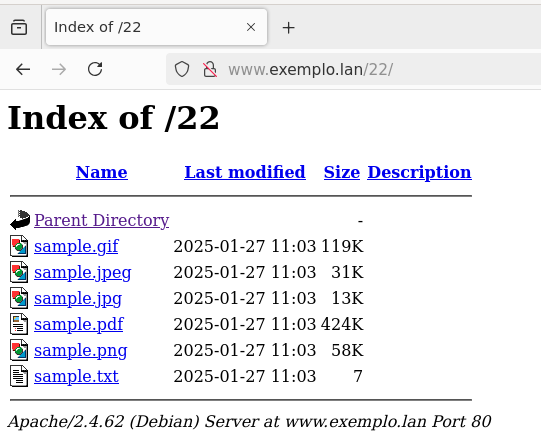 Index of /22
www.exemplo.lan/22/
Index of /22
Name Last modified Size Description
Parent Directory -
sample.gif 2025-01-27 11:03 119K
sample.jpeg 2025-01-27 11:03 31K
sample.jpg 2025-01-27 11:03 13K
sample.pdf 2025-01-27 11:03 424K
sample.png 2025-01-27 11:03 58K
sample.txt 2025-01-27 11:03 7
Apache/2.4.62 (Debian) Server at www.exemplo.lan Port 80